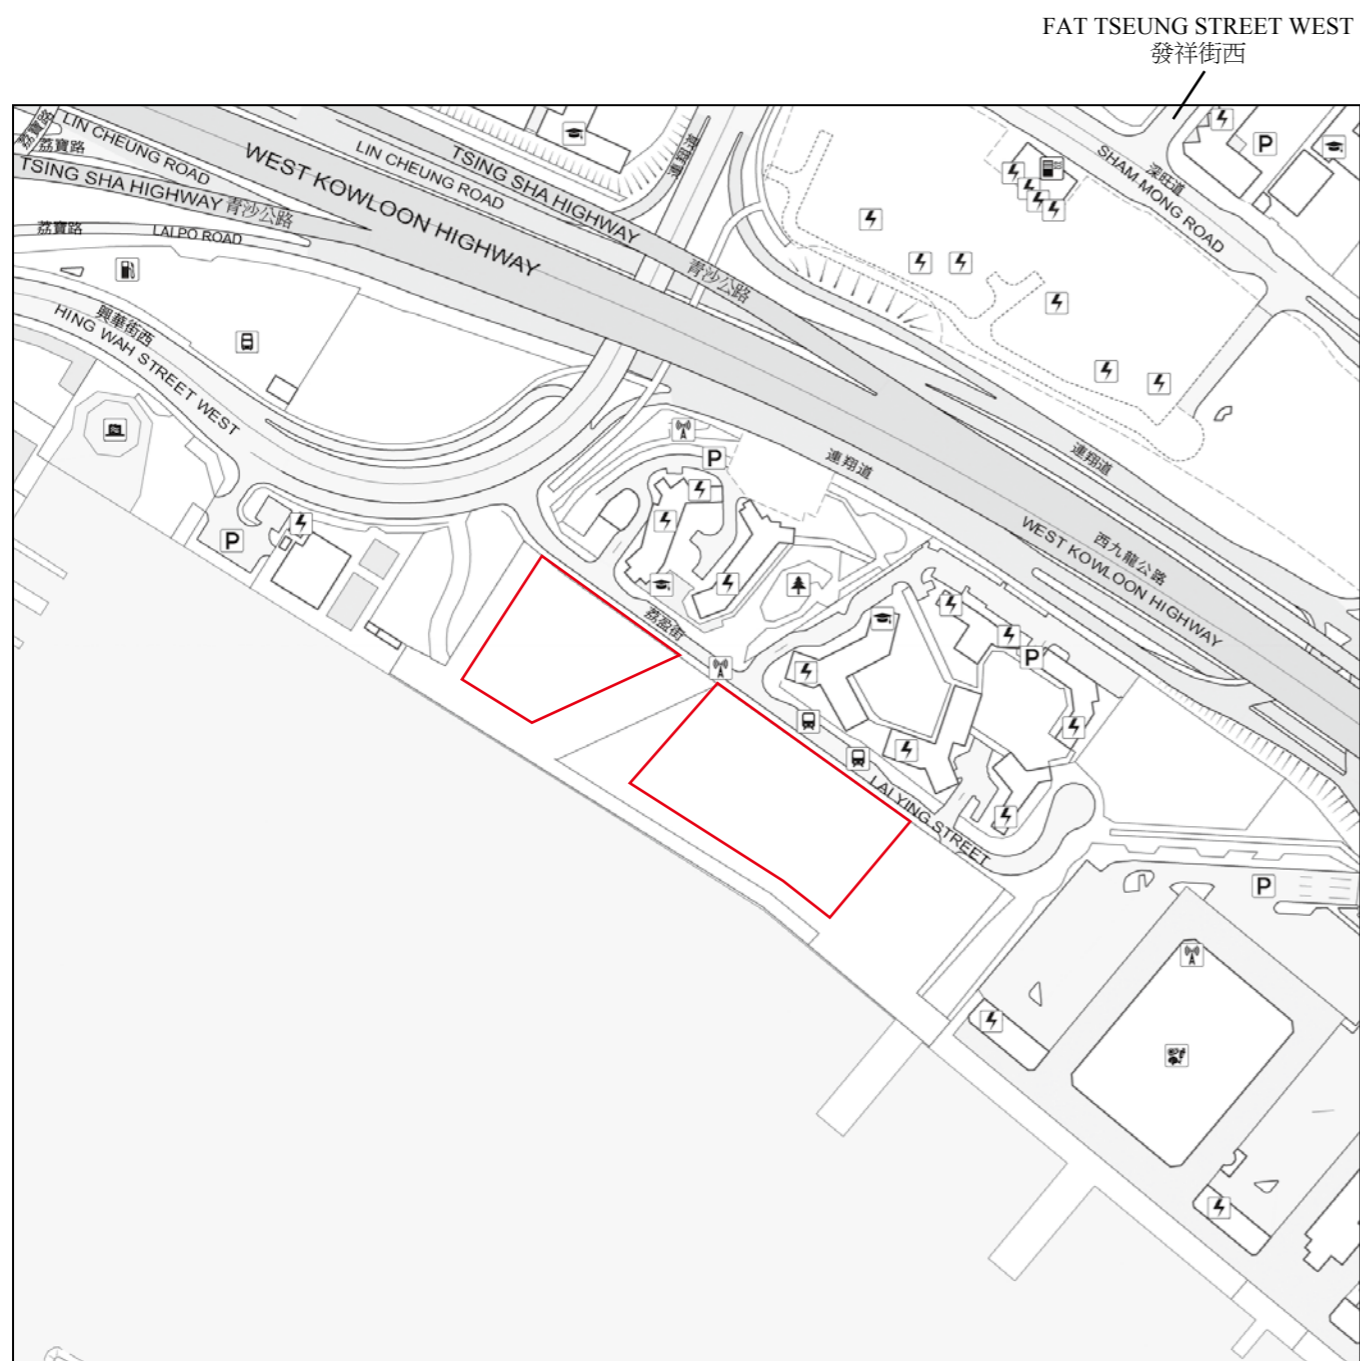 FAT TSEUNG STREET WEST
發祥街西
荔寶路
LIN CHEUNG ROAD
荔寶路
TSING SHA HIGHWAY 青沙公路
荔寶路
LAI PO ROAD
WEST KOWLOON HIGHWAY
LIN CHEUNG ROAD
TSING SHA HIGHWAY
青沙公路
深旺道
SHAM MONG ROAD
P
興華街西
HING WAH STREET WEST
P
P
連翔道
連翔道
西九龍公路
WEST KOWLOON HIGHWAY
荔盈街
P
LAI YING STREET
P